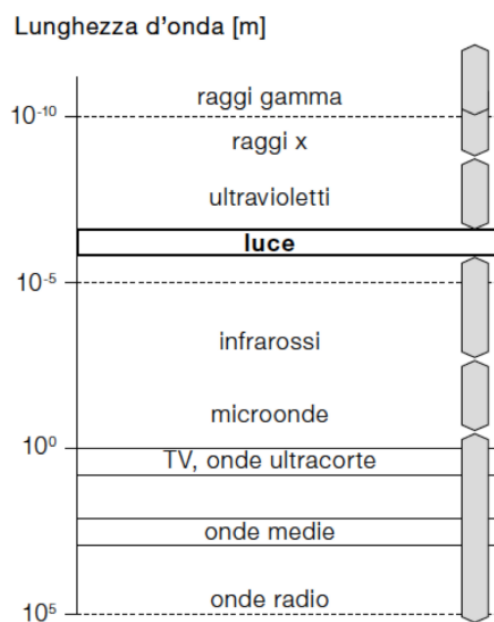 Lunghezza d'onda [m]
raggi gamma
10⁻¹⁰
raggi x
ultravioletti
luce
10⁻⁵
infrarossi
microonde
10⁰
TV, onde ultracorte
onde medie
onde radio
10⁵